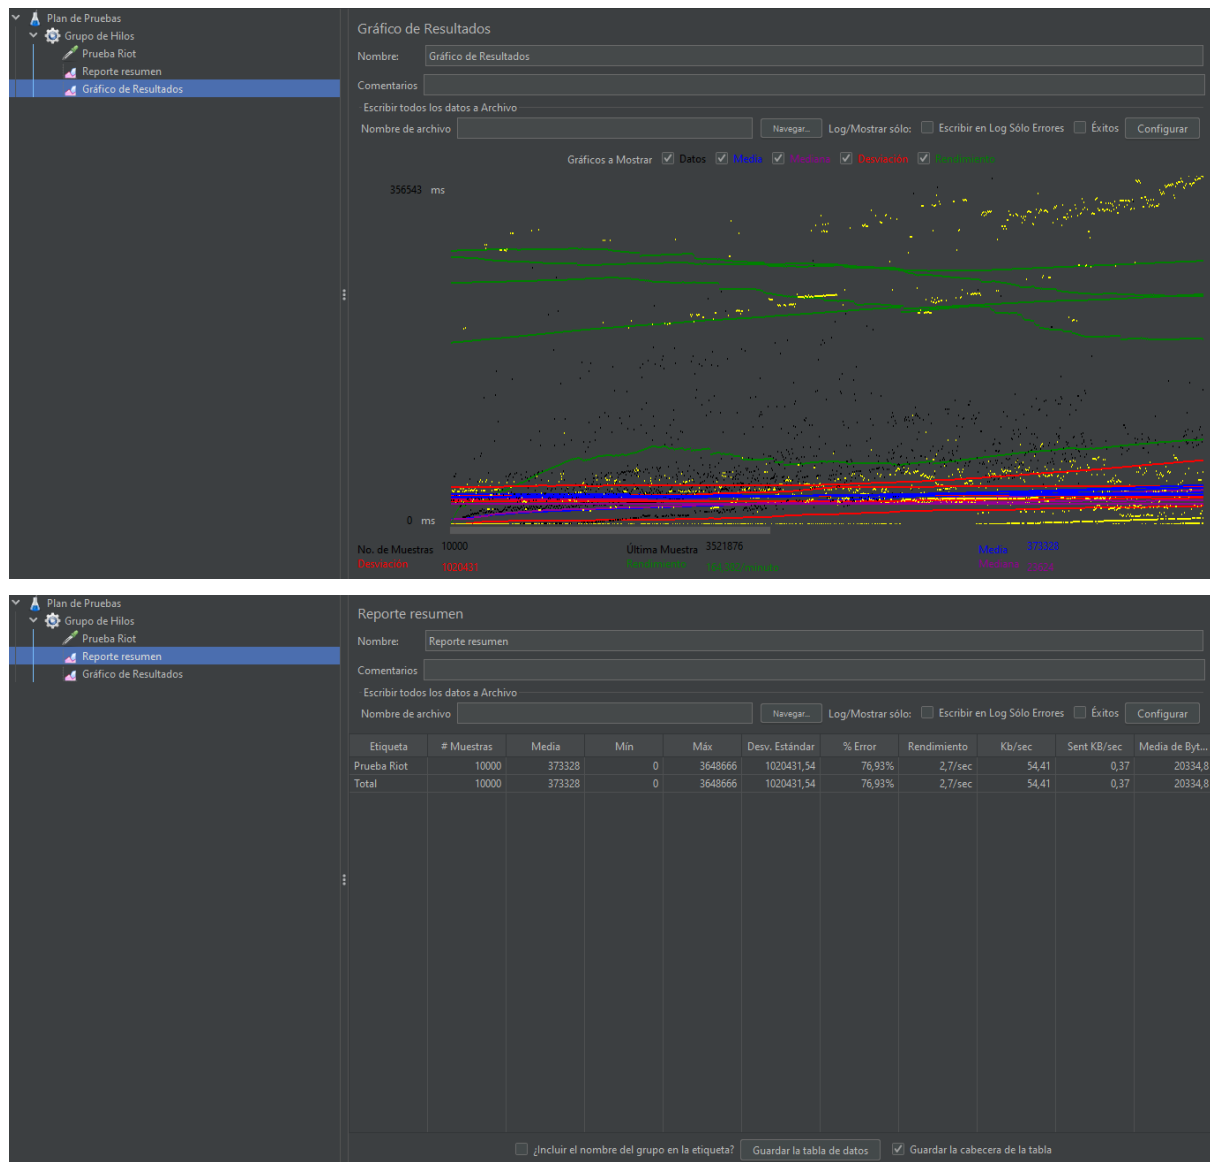 Plan de Pruebas
Grupo de Hilos
Prueba Riot
Reporte resumen
Gráfico de Resultados
Gráfico de Resultados
Nombre: Gráfico de Resultados
Comentarios
Escribir todos los datos a Archivo
Nombre de archivo Navegar... Log/Mostrar sólo: Escribir en Log Sólo Errores Éxitos Configurar
Gráficos a Mostrar Datos Media Mediana Desviación Rendimiento
356543 ms
0 ms
No. de Muestras 10000 Última Muestra 3521876 Media 373328
Desviación 1020431 Rendimiento 164,682/minuto Mediana
Plan de Pruebas
Grupo de Hilos
Prueba Riot
Reporte resumen
Gráfico de Resultados
Reporte resumen
Nombre: Reporte resumen
Comentarios
Escribir todos los datos a Archivo
Nombre de archivo Navegar... Log/Mostrar sólo: Escribir en Log Sólo Errores Éxitos Configurar
Etiqueta # Muestras Media Mín Máx Desv. Estándar % Error Rendimiento Kb/sec Sent KB/sec Media de Byt...
Prueba Riot 10000 373328 0 3648666 1020431,54 76,93% 2,7/sec 54,41 0,37 20334,8
Total 10000 373328 0 3648666 1020431,54 76,93% 2,7/sec 54,41 0,37 20334,8
¿Incluir el nombre del grupo en la etiqueta? Guardar la tabla de datos Guardar la cabecera de la tabla